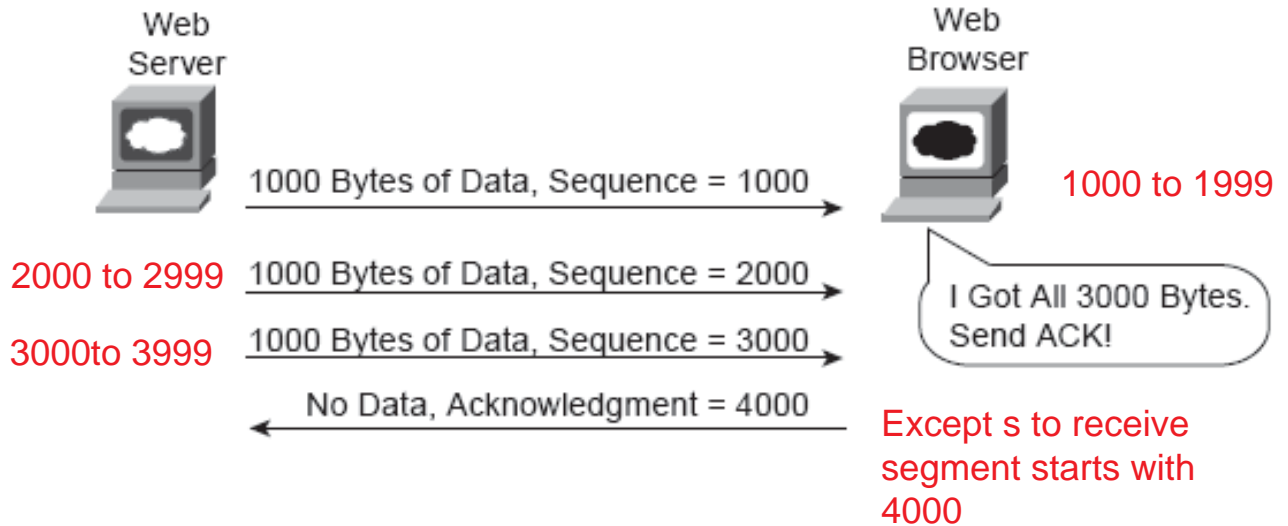 Web
Server
Web
Browser
1000 Bytes of Data, Sequence = 1000
1000 to 1999
2000 to 2999
1000 Bytes of Data, Sequence = 2000
I Got All 3000 Bytes.
Send ACK!
3000to 3999
1000 Bytes of Data, Sequence = 3000
No Data, Acknowledgment = 4000
Except s to receive
segment starts with
4000